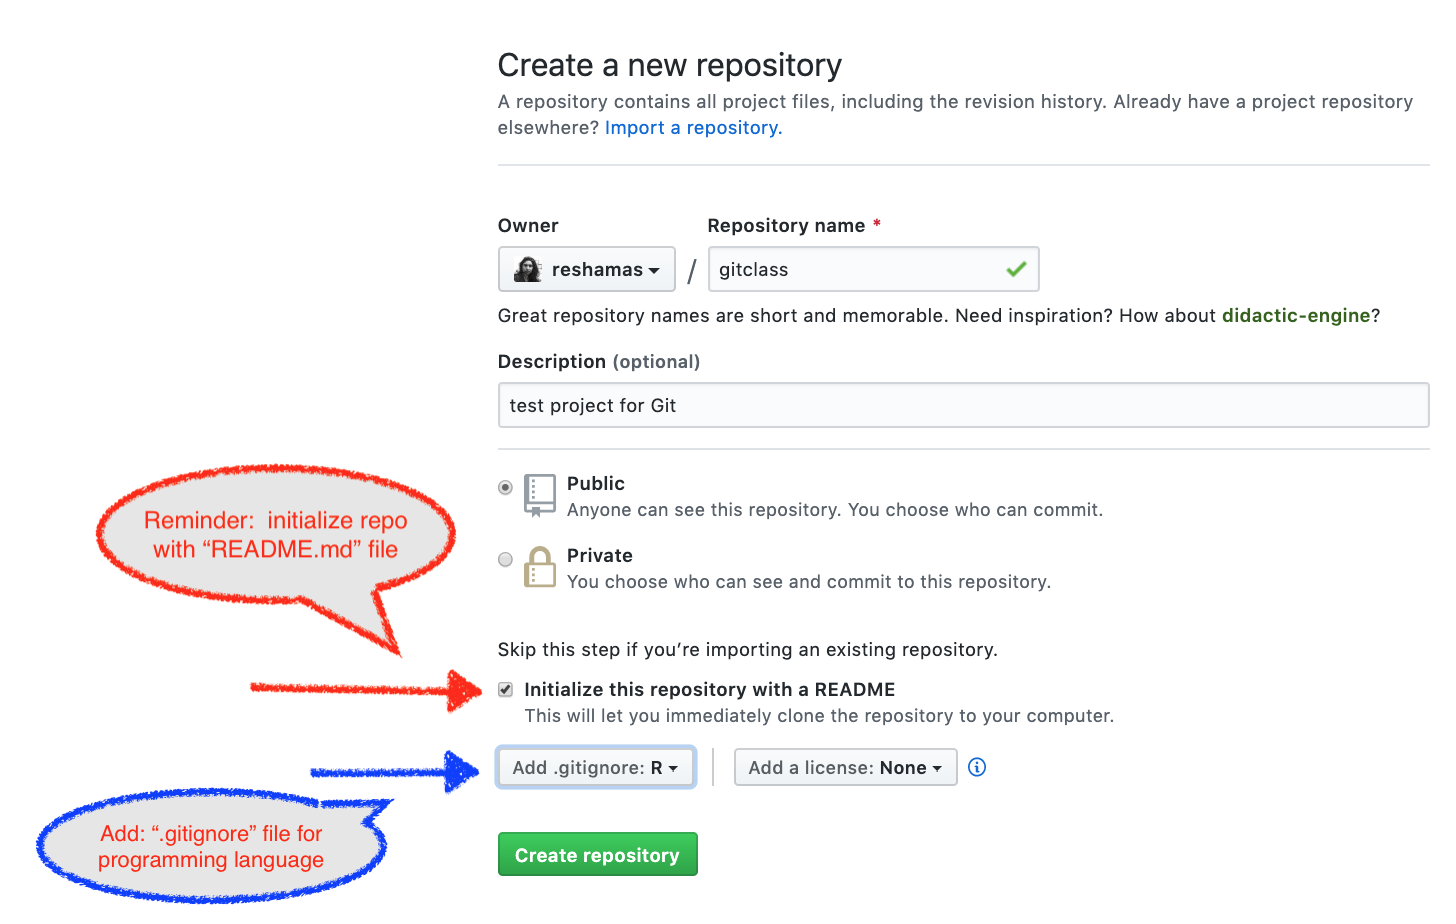 Create a new repository
A repository contains all project files, including the revision history. Already have a project repository
elsewhere? Import a repository.
Owner
Repository name *
reshamas
/
gitclass
Great repository names are short and memorable. Need inspiration? How about didactic-engine?
Description (optional)
test project for Git
Public
Anyone can see this repository. You choose who can commit.
Reminder:  initialize repo
with “README.md” file
Private
You choose who can see and commit to this repository.
Skip this step if you’re importing an existing repository.
Initialize this repository with a README
This will let you immediately clone the repository to your computer.
Add .gitignore: R
Add a license: None
Add: “.gitignore” file for
programming language
Create repository